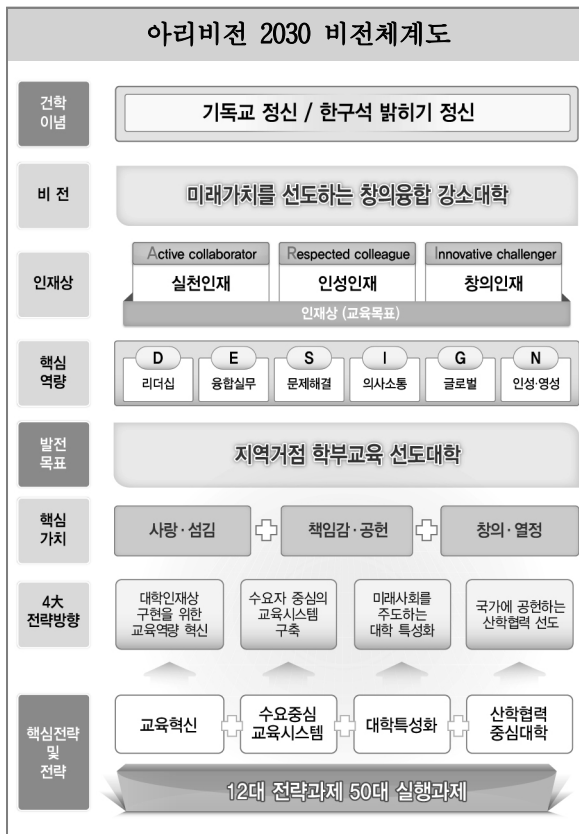 아리비전 2030 비전체계도
건학
이념
기독교 정신 / 한구석 밝히기 정신
비 전
미래가치를 선도하는 창의융합 강소대학
인재상
Active collaborator
Respected colleague
Innovative challenger
실천인재
인성인재
창의인재
인재상 (교육목표)
핵심
역량
D
E
S
I
G
N
리더십
융합실무
문제해결
의사소통
글로벌
인성·영성
발전
목표
지역거점 학부교육 선도대학
핵심
가치
사랑·섬김
책임감·공헌
창의·열정
4大
전략방향
대학인재상
구현을 위한
교육역량 혁신
수요자 중심의
교육시스템
구축
미래사회를
주도하는
대학 특성화
국가에 공헌하는
산학협력 선도
핵심전략
및
전략
교육혁신
수요중심
교육시스템
대학특성화
산학협력
중심대학
12대 전략과제 50대 실행과제